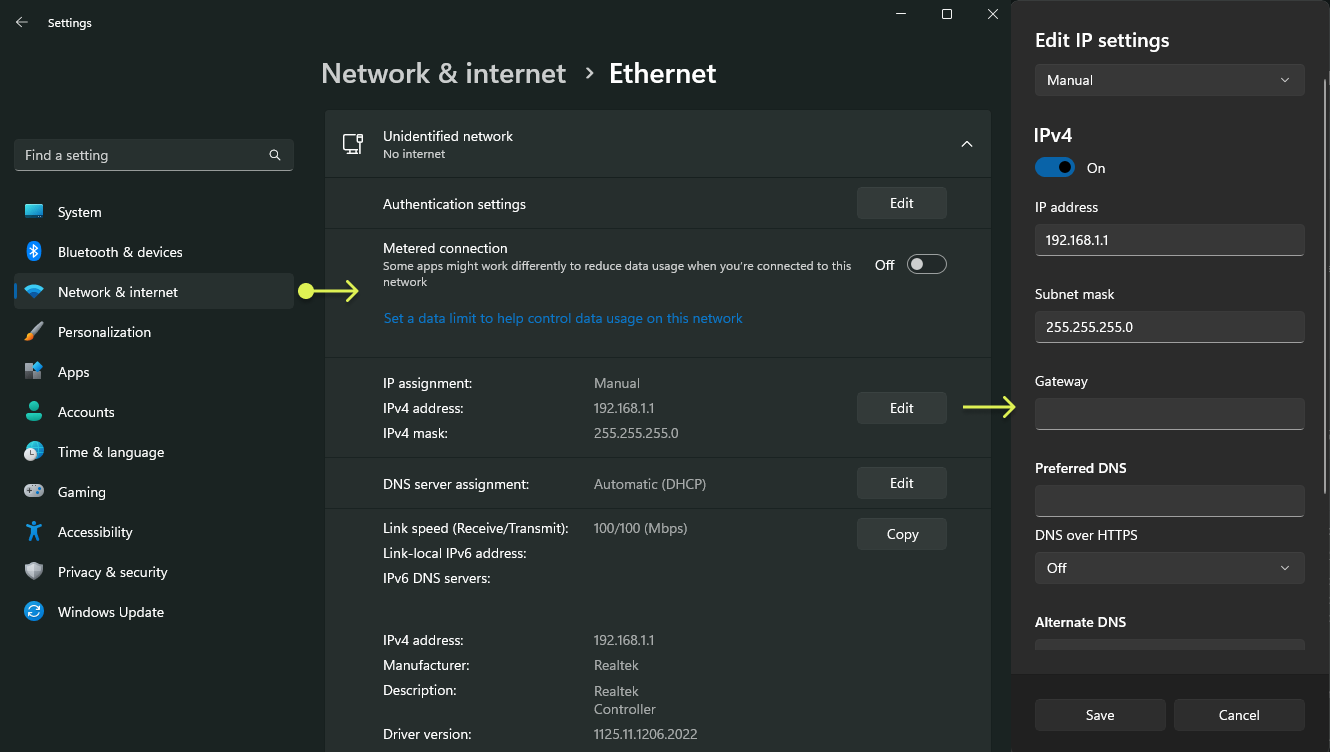 Settings
Network & internet › Ethernet
Find a setting
System
Bluetooth & devices
Network & internet
Personalization
Apps
Accounts
Time & language
Gaming
Accessibility
Privacy & security
Windows Update
Unidentified network
No internet
Authentication settings
Edit
Metered connection
Some apps might work differently to reduce data usage when you're connected to this
network
Off
Set a data limit to help control data usage on this network
IP assignment: Manual
IPv4 address: 192.168.1.1
IPv4 mask: 255.255.255.0
Edit
DNS server assignment: Automatic (DHCP)
Edit
Link speed (Receive/Transmit): 100/100 (Mbps)
Link-local IPv6 address:
IPv6 DNS servers:
Copy
IPv4 address: 192.168.1.1
Manufacturer: Realtek
Description: Realtek
Controller
Driver version: 1125.11.1206.2022
Edit IP settings
Manual
IPv4
On
IP address
192.168.1.1
Subnet mask
255.255.255.0
Gateway
Preferred DNS
DNS over HTTPS
Off
Alternate DNS
Save
Cancel